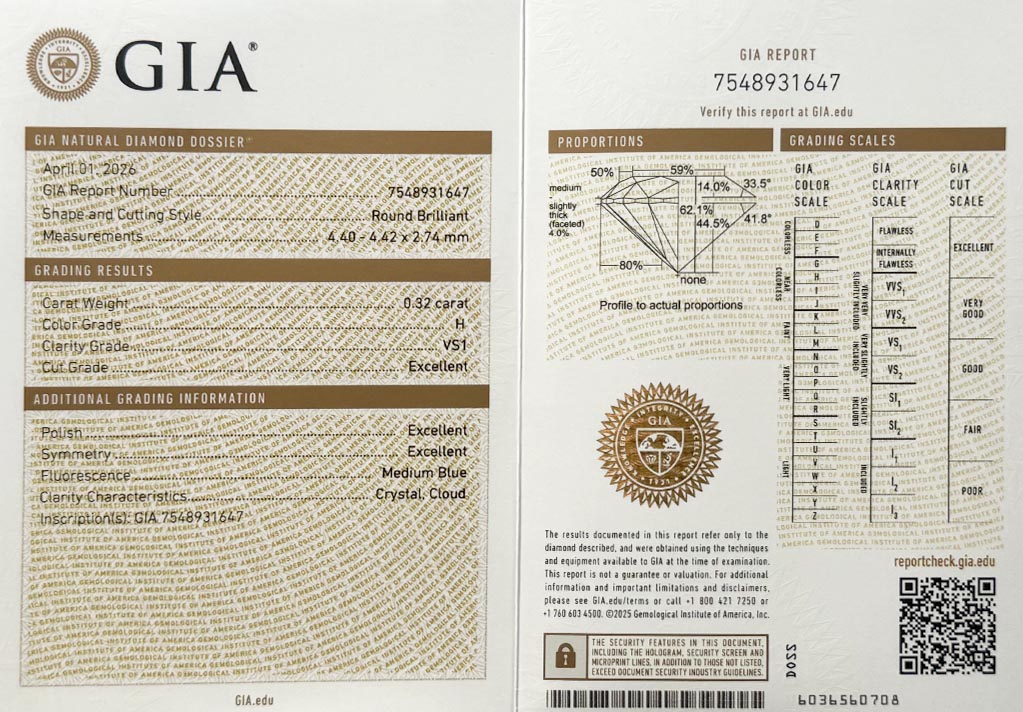 GIA®
GIA NATURAL DIAMOND DOSSIER®
April 01, 2026
GIA Report Number 7548931647
Shape and Cutting Style Round Brilliant
Measurements 4.40 - 4.42 x 2.74 mm
GRADING RESULTS
Carat Weight 0.32 carat
Color Grade H
Clarity Grade VS1
Cut Grade Excellent
ADDITIONAL GRADING INFORMATION
Polish Excellent
Symmetry Excellent
Fluorescence Medium Blue
Clarity Characteristics Crystal, Cloud
Inscription(s): GIA 7548931647
GIA.edu
GIA REPORT
7548931647
Verify this report at GIA.edu
PROPORTIONS
50%
59%
14.0%
33.5°
medium
-
slightly
thick
(faceted)
4.0%
62.1%
44.5%
41.8°
80%
none
Profile to actual proportions
GRADING SCALES
GIA
COLOR
SCALE
COLORLESS
D
E
F
NEAR
COLORLESS
G
H
I
J
FAINT
K
L
M
VERY LIGHT
N
O
P
Q
R
LIGHT
S
T
U
V
W
X
Y
Z
GIA
CLARITY
SCALE
FLAWLESS
INTERNALLY
FLAWLESS
VERY VERY
SLIGHTLY INCLUDED
VVS1
VVS2
VERY SLIGHTLY
INCLUDED
VS1
VS2
SLIGHTLY
INCLUDED
SI1
SI2
INCLUDED
I1
I2
I3
GIA
CUT
SCALE
EXCELLENT
VERY
GOOD
GOOD
FAIR
POOR
KNOWLEDGE INTEGRITY
GIA
1931
The results documented in this report refer only to the
diamond described, and were obtained using the techniques
and equipment available to GIA at the time of examination.
This report is not a guarantee or valuation. For additional
information and important limitations and disclaimers,
please see GIA.edu/terms or call +1 800 421 7250 or
+1 760 603 4500. ©2025 Gemological Institute of America, Inc.
THE SECURITY FEATURES IN THIS DOCUMENT,
INCLUDING THE HOLOGRAM, SECURITY SCREEN AND
MICROPRINT LINES, IN ADDITION TO THOSE NOT LISTED,
EXCEED DOCUMENT SECURITY INDUSTRY GUIDELINES.
D022
reportcheck.gia.edu
6036560708